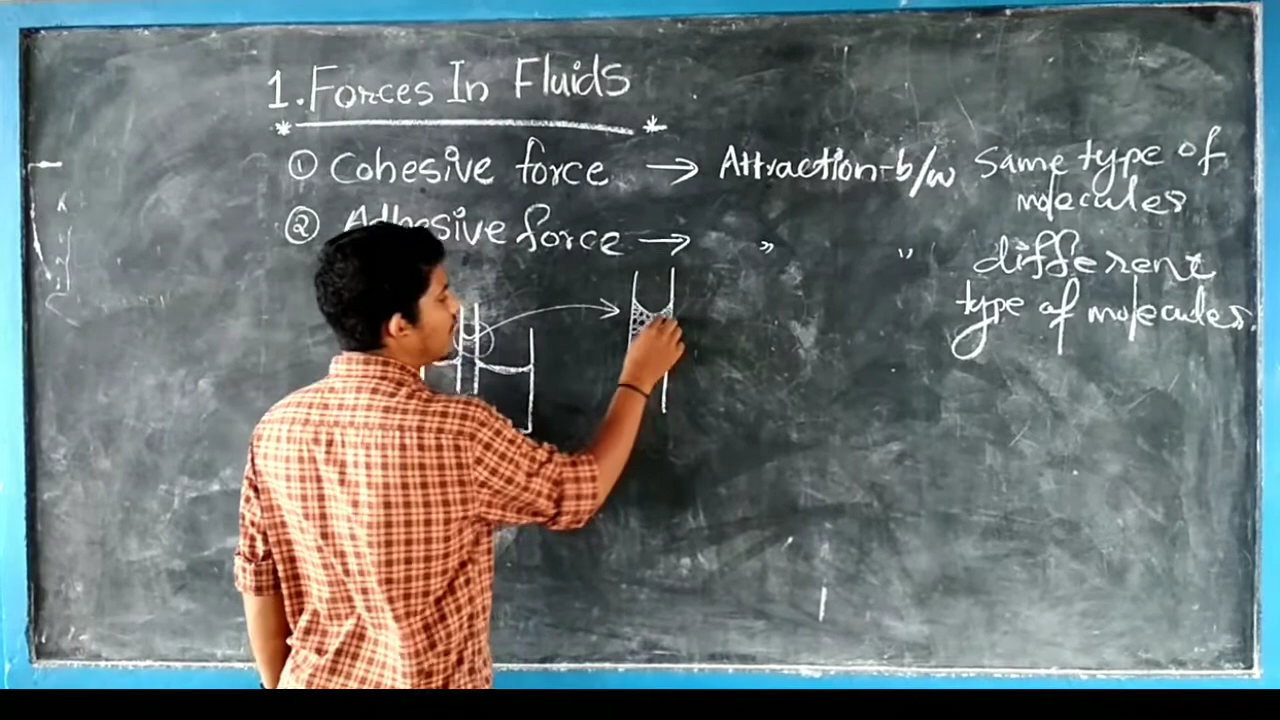 1. Forces In Fluids
① Cohesive force → Attraction b/w same type of
molecules
② Adhesive force → " " different
type of molecules.